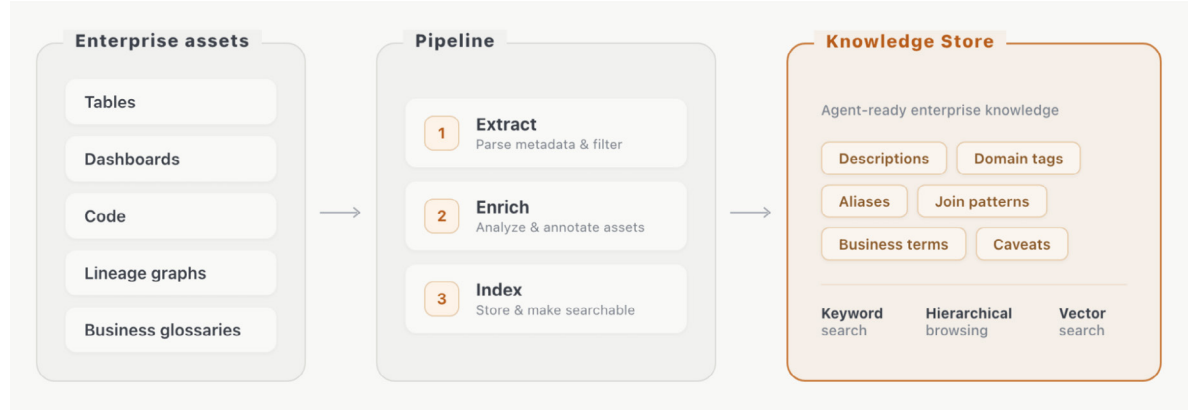 Enterprise assets
Tables
Dashboards
Code
Lineage graphs
Business glossaries
Pipeline
1
Extract
Parse metadata & filter
2
Enrich
Analyze & annotate assets
3
Index
Store & make searchable
Knowledge Store
Agent-ready enterprise knowledge
Descriptions
Domain tags
Aliases
Join patterns
Business terms
Caveats
Keyword
search
Hierarchical
browsing
Vector
search